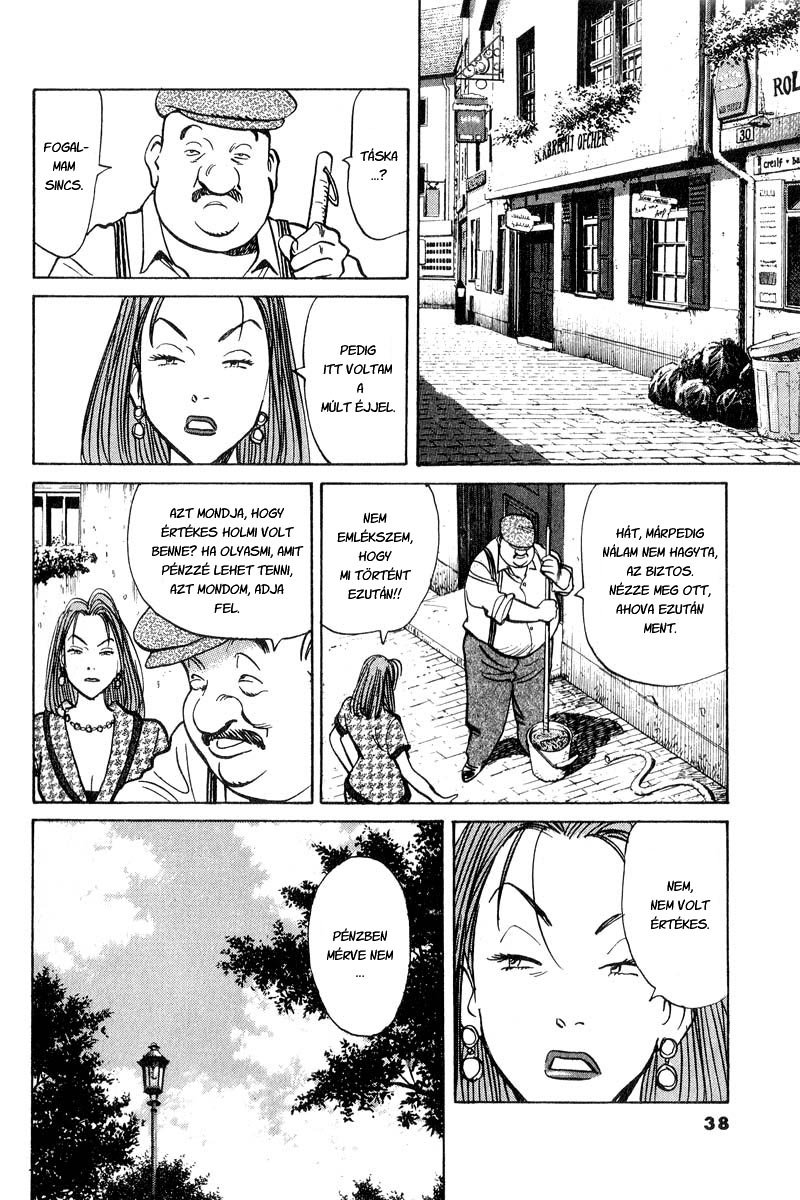 ROL
30
TÁSKA
...?
FOGAL-
MAM
SINCS.
PEDIG
ITT VOLTAM
A
MÚLT ÉJJEL.
HÁT, MÁRPEDIG
NÁLAM NEM HAGYTA,
AZ BIZTOS.
NÉZZE MEG OTT,
AHOVA EZUTÁN
MENT.
NEM
EMLÉKSZEM,
HOGY
MI TÖRTÉNT
EZUTÁN!!
AZT MONDJA, HOGY
ÉRTÉKES HOLMI VOLT
BENNE? HA OLYASMI, AMIT
PÉNZZÉ LEHET TENNI,
AZT MONDOM, ADJA
FEL.
NEM,
NEM VOLT
ÉRTÉKES.
PÉNZBEN
MÉRVE NEM
...
38